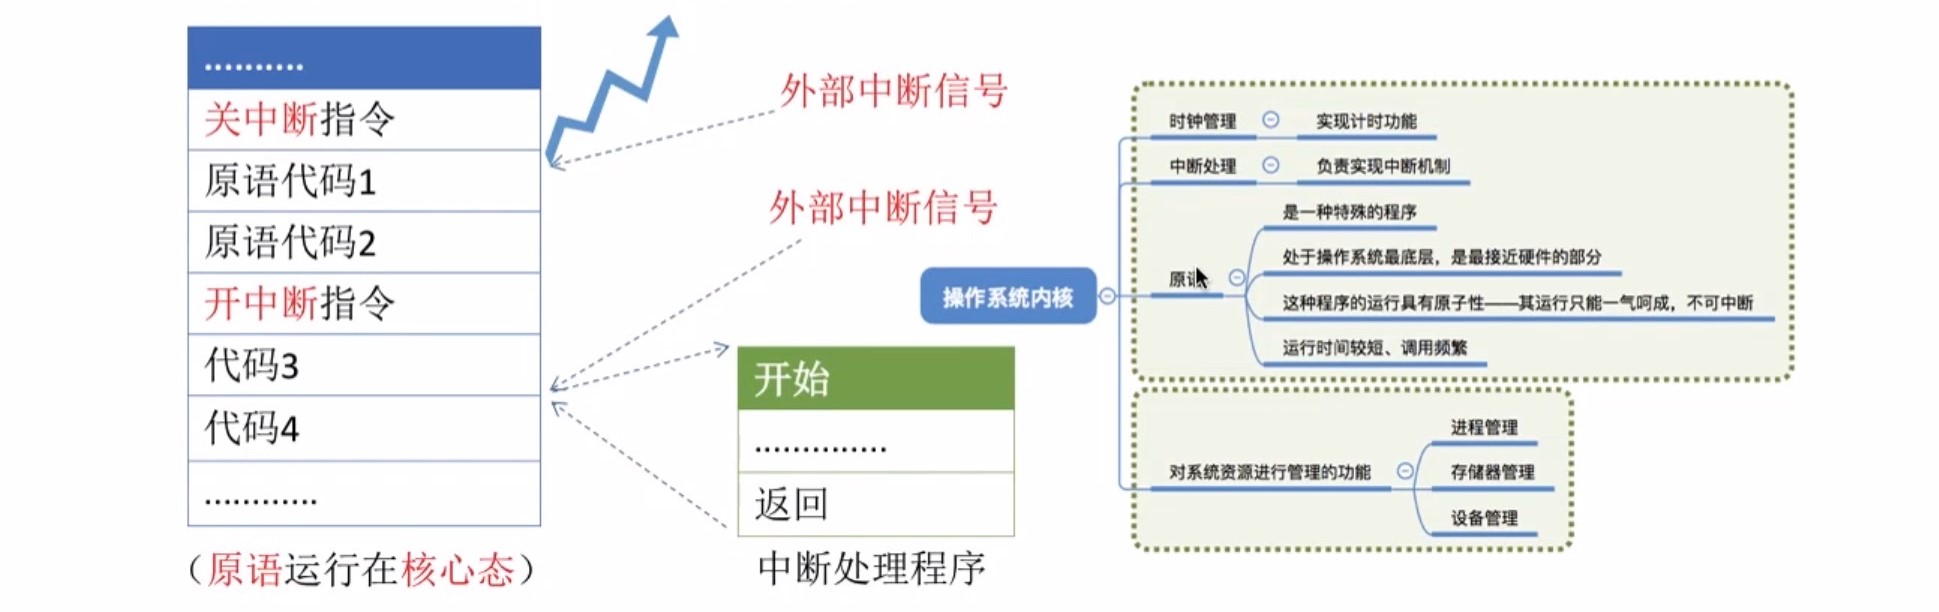 ..........
关中断指令
原语代码1
原语代码2
开中断指令
代码3
代码4
............
（原语运行在核心态）
外部中断信号
外部中断信号
开始
..............
返回
中断处理程序
操作系统内核
时钟管理
实现计时功能
中断处理
负责实现中断机制
原语
是一种特殊的程序
处于操作系统最底层，是最接近硬件的部分
这种程序的运行具有原子性——其运行只能一气呵成，不可中断
运行时间较短、调用频繁
对系统资源进行管理的功能
进程管理
存储器管理
设备管理